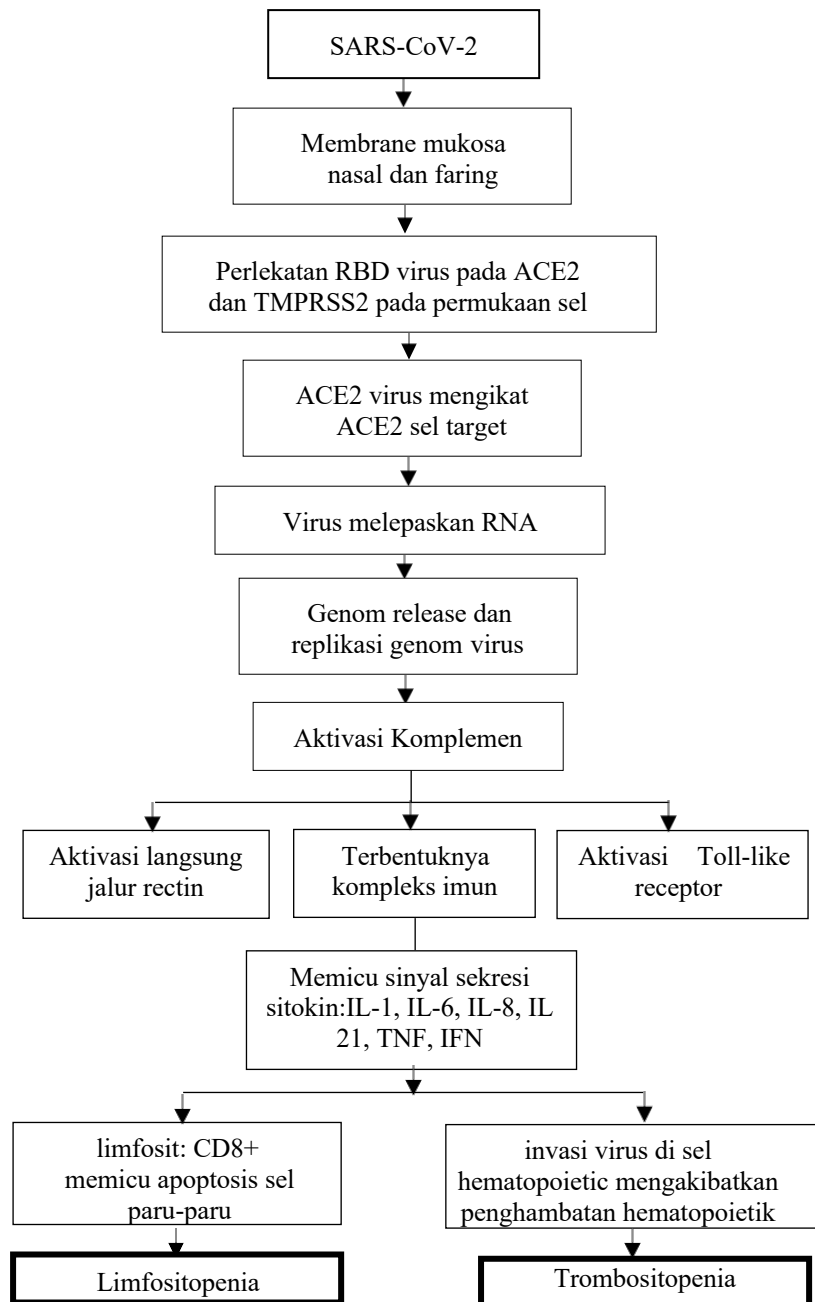 SARS-CoV-2
Membrane mukosa
nasal dan faring
Perlekatan RBD virus pada ACE2
dan TMPRSS2 pada permukaan sel
ACE2 virus mengikat
ACE2 sel target
Virus melepaskan RNA
Genom release dan
replikasi genom virus
Aktivasi Komplemen
Aktivasi langsung
jalur rectin
Terbentuknya
kompleks imun
Aktivasi Toll-like
receptor
Memicu sinyal sekresi
sitokin:IL-1, IL-6, IL-8, IL
21, TNF, IFN
limfosit: CD8+
memicu apoptosis sel
paru-paru
invasi virus di sel
hematopoietic mengakibatkan
penghambatan hematopoietik
Limfositopenia
Trombositopenia